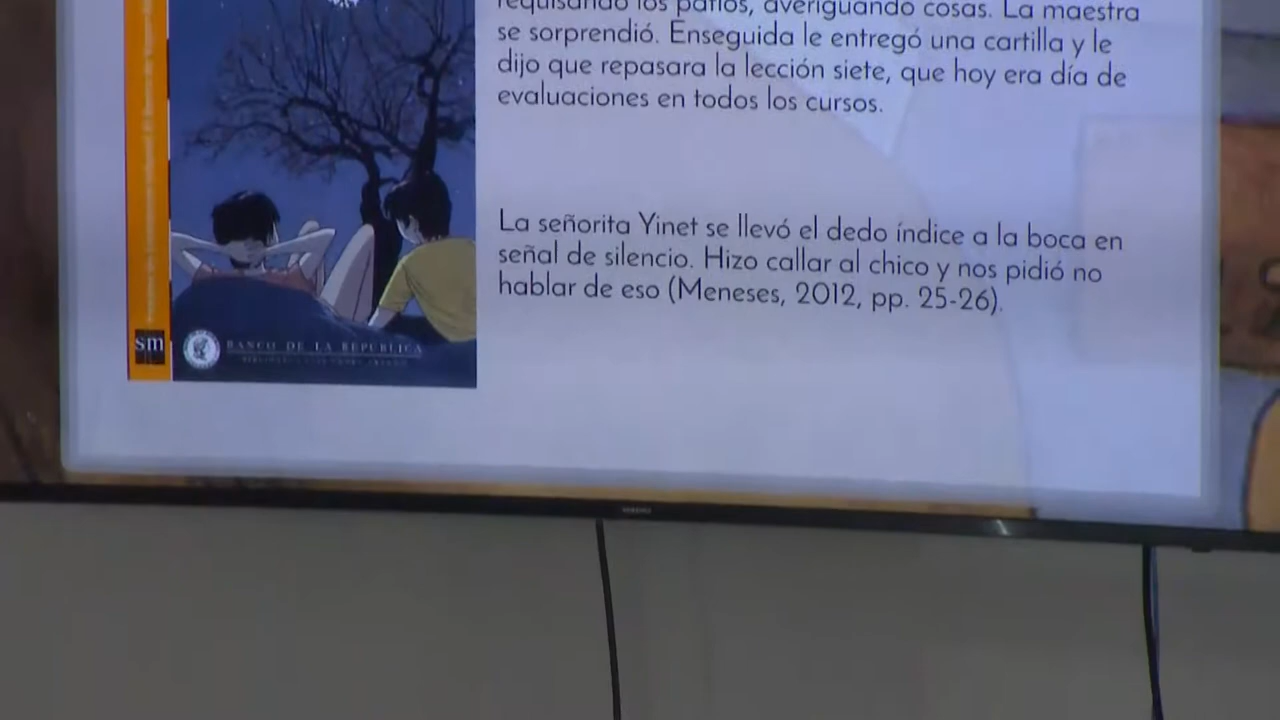 requisando los patios, averiguando cosas. La maestra
se sorprendió. Enseguida le entregó una cartilla y le
dijo que repasara la lección siete, que hoy era día de
evaluaciones en todos los cursos.
La señorita Yinet se llevó el dedo índice a la boca en
señal de silencio. Hizo callar al chico y nos pidió no
hablar de eso (Meneses, 2012, pp. 25-26).
sm
BANCO DE LA REPÚBLICA